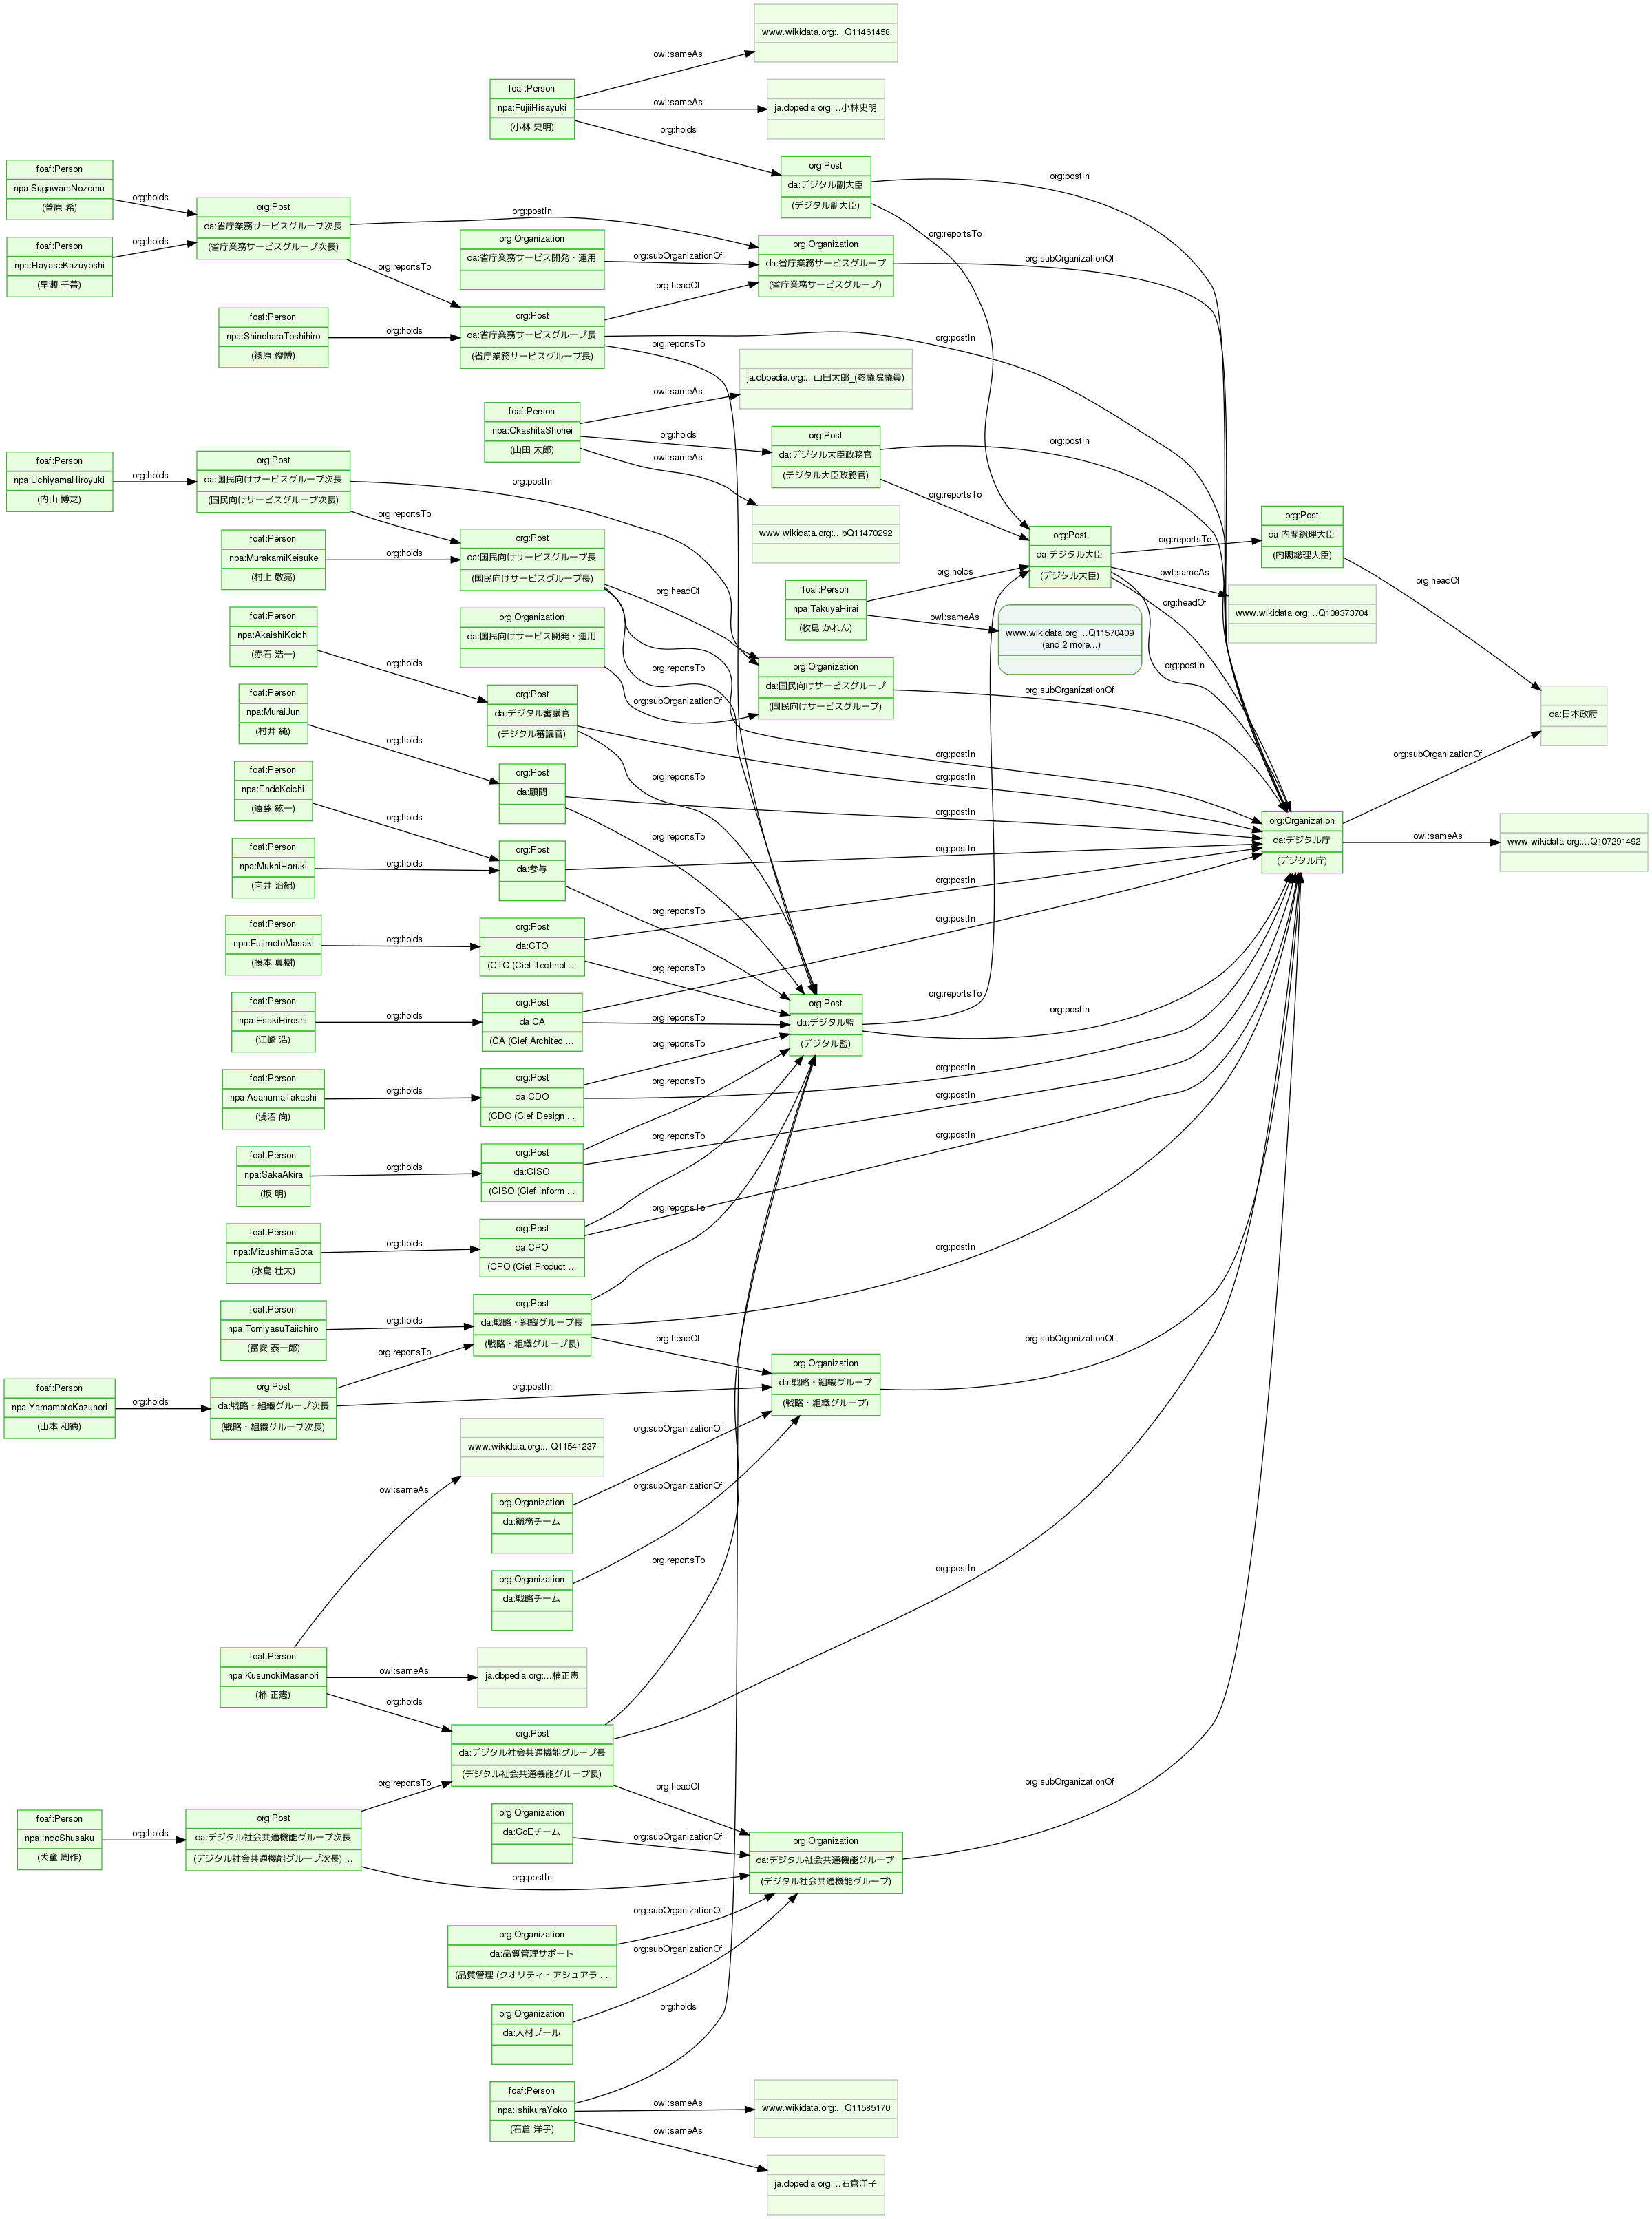 www.wikidata.org:...Q11461458
owl:sameAs
foaf:Person
npa:FujiiHisayuki
(小林 史明)
owl:sameAs
ja.dbpedia.org:...小林史明
org:holds
org:Post
da:デジタル副大臣
(デジタル副大臣)
org:postIn
org:reportsTo
foaf:Person
npa:SugawaraNozomu
(菅原 希)
org:holds
foaf:Person
npa:HayaseKazuyoshi
(早瀬 千善)
org:holds
org:Post
da:省庁業務サービスグループ次長
(省庁業務サービスグループ次長)
org:postIn
org:reportsTo
org:Organization
da:省庁業務サービス開発・運用
org:subOrganizationOf
org:Organization
da:省庁業務サービスグループ
(省庁業務サービスグループ)
org:subOrganizationOf
foaf:Person
npa:ShinoharaToshihiro
(篠原 俊博)
org:holds
org:Post
da:省庁業務サービスグループ長
(省庁業務サービスグループ長)
org:headOf
org:postIn
org:reportsTo
ja.dbpedia.org:...山田太郎_(参議院議員)
owl:sameAs
foaf:Person
npa:OkashitaShohei
(山田 太郎)
org:holds
owl:sameAs
org:Post
da:デジタル大臣政務官
(デジタル大臣政務官)
org:postIn
org:reportsTo
www.wikidata.org:...bQ11470292
foaf:Person
npa:UchiyamaHiroyuki
(内山 博之)
org:holds
org:Post
da:国民向けサービスグループ次長
(国民向けサービスグループ次長)
org:postIn
org:reportsTo
foaf:Person
npa:MurakamiKeisuke
(村上 敬亮)
org:holds
org:Post
da:国民向けサービスグループ長
(国民向けサービスグループ長)
org:headOf
org:reportsTo
org:postIn
org:Organization
da:国民向けサービス開発・運用
org:subOrganizationOf
org:Organization
da:国民向けサービスグループ
(国民向けサービスグループ)
org:subOrganizationOf
foaf:Person
npa:TakuyaHirai
(牧島 かれん)
org:holds
owl:sameAs
www.wikidata.org:...Q11570409
(and 2 more...)
org:Post
da:デジタル大臣
(デジタル大臣)
org:reportsTo
owl:sameAs
org:headOf
org:postIn
org:Post
da:内閣総理大臣
(内閣総理大臣)
org:headOf
www.wikidata.org:...Q108373704
da:日本政府
org:subOrganizationOf
org:Organization
da:デジタル庁
(デジタル庁)
owl:sameAs
www.wikidata.org:...Q107291492
foaf:Person
npa:AkaishiKoichi
(赤石 浩一)
org:holds
org:Post
da:デジタル審議官
(デジタル審議官)
org:postIn
org:reportsTo
foaf:Person
npa:MuraiJun
(村井 純)
org:holds
org:Post
da:顧問
org:postIn
org:reportsTo
foaf:Person
npa:EndoKoichi
(遠藤 紘一)
org:holds
foaf:Person
npa:MukaiHaruki
(向井 治紀)
org:holds
org:Post
da:参与
org:postIn
org:reportsTo
foaf:Person
npa:FujimotoMasaki
(藤本 真樹)
org:holds
org:Post
da:CTO
(CTO (Cief Technol ...
org:postIn
org:reportsTo
foaf:Person
npa:EsakiHiroshi
(江崎 浩)
org:holds
org:Post
da:CA
(CA (Cief Architec ...
org:postIn
org:reportsTo
org:Post
da:デジタル監
(デジタル監)
org:reportsTo
org:postIn
foaf:Person
npa:AsanumaTakashi
(浅沼 尚)
org:holds
org:Post
da:CDO
(CDO (Cief Design ...
org:reportsTo
org:postIn
foaf:Person
npa:SakaAkira
(坂 明)
org:holds
org:Post
da:CISO
(CISO (Cief Inform ...
org:reportsTo
org:postIn
foaf:Person
npa:MizushimaSota
(水島 壮太)
org:holds
org:Post
da:CPO
(CPO (Cief Product ...
org:reportsTo
org:postIn
foaf:Person
npa:TomiyasuTaiichiro
(冨安 泰一郎)
org:holds
org:Post
da:戦略・組織グループ長
(戦略・組織グループ長)
org:reportsTo
org:postIn
org:headOf
foaf:Person
npa:YamamotoKazunori
(山本 和徳)
org:holds
org:Post
da:戦略・組織グループ次長
(戦略・組織グループ次長)
org:reportsTo
org:postIn
org:Organization
da:戦略・組織グループ
(戦略・組織グループ)
org:subOrganizationOf
www.wikidata.org:...Q11541237
owl:sameAs
org:Organization
da:総務チーム
org:subOrganizationOf
org:Organization
da:戦略チーム
org:subOrganizationOf
foaf:Person
npa:KusunokiMasanori
(楠 正憲)
owl:sameAs
ja.dbpedia.org:...楠正憲
org:holds
org:Post
da:デジタル社会共通機能グループ長
(デジタル社会共通機能グループ長)
org:reportsTo
org:postIn
org:headOf
foaf:Person
npa:IndoShusaku
(犬童 周作)
org:holds
org:Post
da:デジタル社会共通機能グループ次長
(デジタル社会共通機能グループ次長) ...
org:reportsTo
org:postIn
org:Organization
da:CoEチーム
org:subOrganizationOf
org:Organization
da:デジタル社会共通機能グループ
(デジタル社会共通機能グループ)
org:subOrganizationOf
org:Organization
da:品質管理サポート
(品質管理 (クオリティ・アシュアラ ...
org:subOrganizationOf
org:Organization
da:人材プール
org:subOrganizationOf
foaf:Person
npa:IshikuraYoko
(石倉 洋子)
org:holds
owl:sameAs
www.wikidata.org:...Q11585170
owl:sameAs
ja.dbpedia.org:...石倉洋子